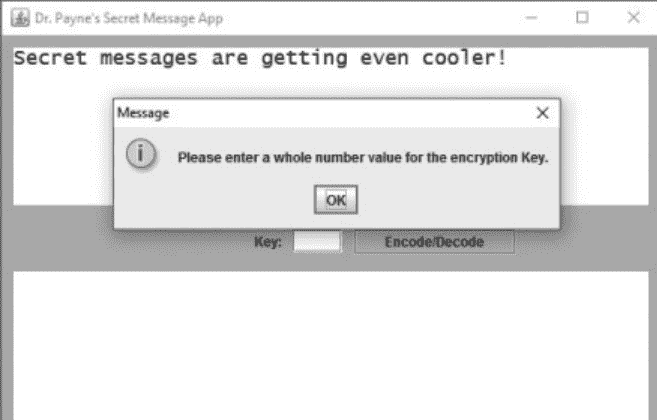 Dr. Payne's Secret Message App
Secret messages are getting even cooler!
Message
Please enter a whole number value for the encryption Key.
OK
Key:
Encode/Decode